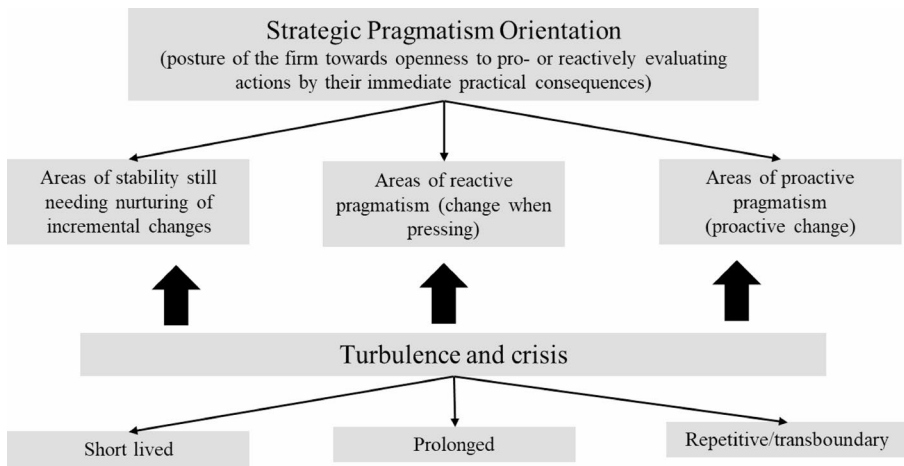 Strategic Pragmatism Orientation
(posture of the firm towards openness to pro- or reactively evaluating
actions by their immediate practical consequences)
Areas of stability still
needing nurturing of
incremental changes
Areas of reactive
pragmatism (change when
pressing)
Areas of proactive
pragmatism
(proactive change)
Turbulence and crisis
Short lived
Prolonged
Repetitive/transboundary